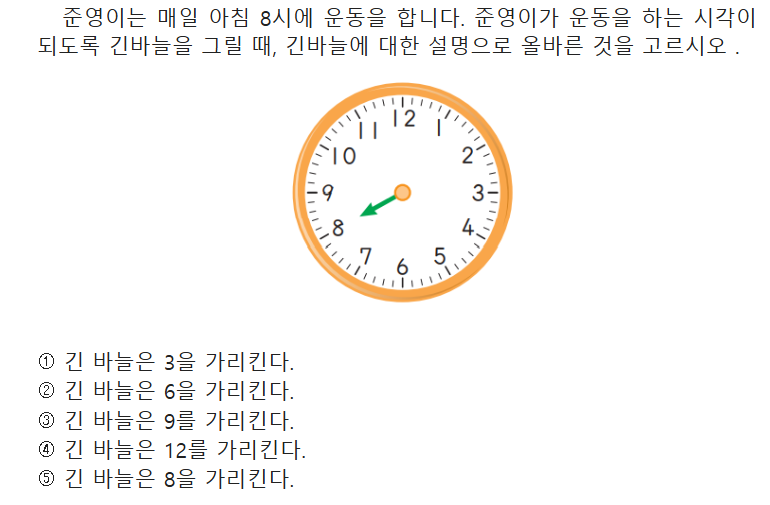 준영이는 매일 아침 8시에 운동을 합니다. 준영이가 운동을 하는 시각이
되도록 긴바늘을 그릴 때, 긴바늘에 대한 설명으로 올바른 것을 고르시오 .
12
11 1
10 2
9 3
8 4
7 5
6
① 긴 바늘은 3을 가리킨다.
② 긴 바늘은 6을 가리킨다.
③ 긴 바늘은 9를 가리킨다.
④ 긴 바늘은 12를 가리킨다.
⑤ 긴 바늘은 8을 가리킨다.